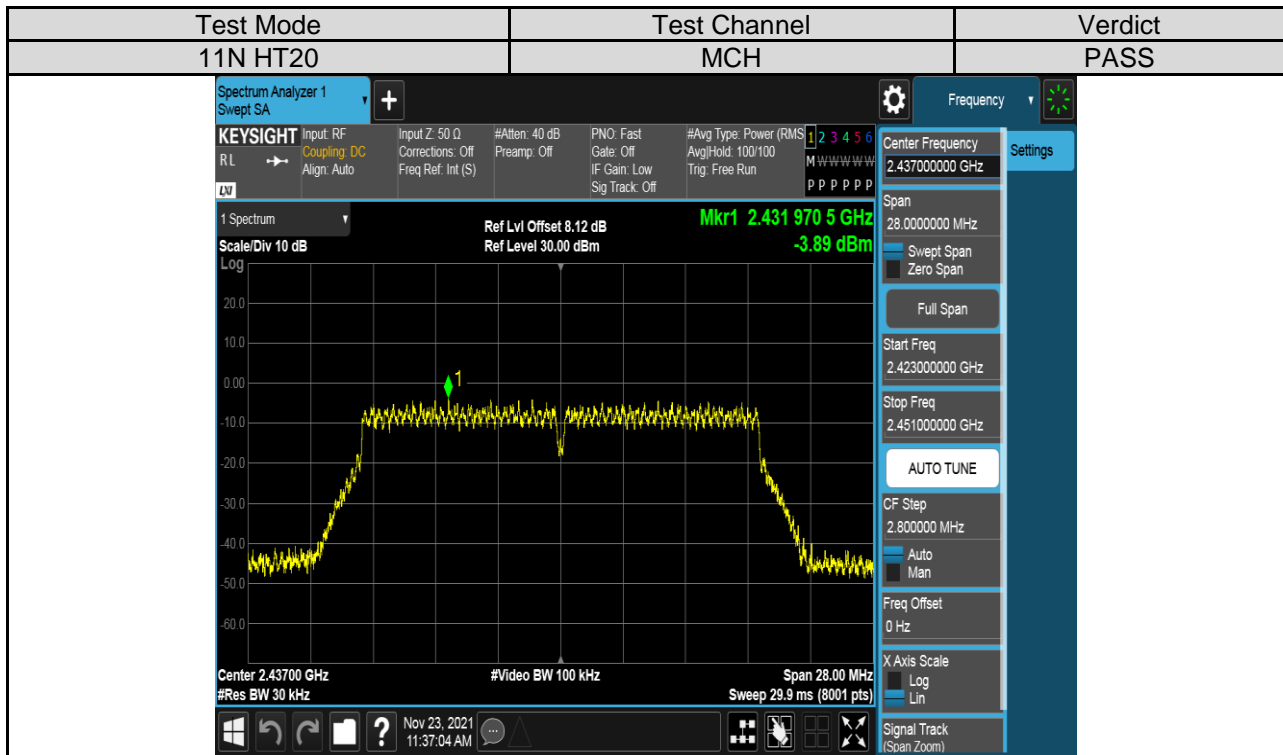 Test Mode Test Channel Verdict
11N HT20 MCH PASS
Spectrum Analyzer 1
Swept SA
+
Frequency
KEYSIGHT
RL
LXI
Input: RF
Coupling: DC
Align: Auto
Input Z: 50 Ω
Corrections: Off
Freq Ref: Int (S)
#Atten: 40 dB
Preamp: Off
PNO: Fast
Gate: Off
IF Gain: Low
Sig Track: Off
#Avg Type: Power (RMS
Avg|Hold: 100/100
Trig: Free Run
1 2 3 4 5 6
M W W W W W
P P P P P P
1 Spectrum
Scale/Div 10 dB
Log
Ref Lvl Offset 8.12 dB
Ref Level 30.00 dBm
Mkr1 2.431 970 5 GHz
-3.89 dBm
20.0
10.0
0.00
-10.0
-20.0
-30.0
-40.0
-50.0
-60.0
1
Center 2.43700 GHz
#Res BW 30 kHz
#Video BW 100 kHz
Span 28.00 MHz
Sweep 29.9 ms (8001 pts)
Center Frequency
2.437000000 GHz
Settings
Span
28.0000000 MHz
Swept Span
Zero Span
Full Span
Start Freq
2.423000000 GHz
Stop Freq
2.451000000 GHz
AUTO TUNE
CF Step
2.800000 MHz
Auto
Man
Freq Offset
0 Hz
X Axis Scale
Log
Lin
Signal Track
(Span Zoom)
?
Nov 23, 2021
11:37:04 AM